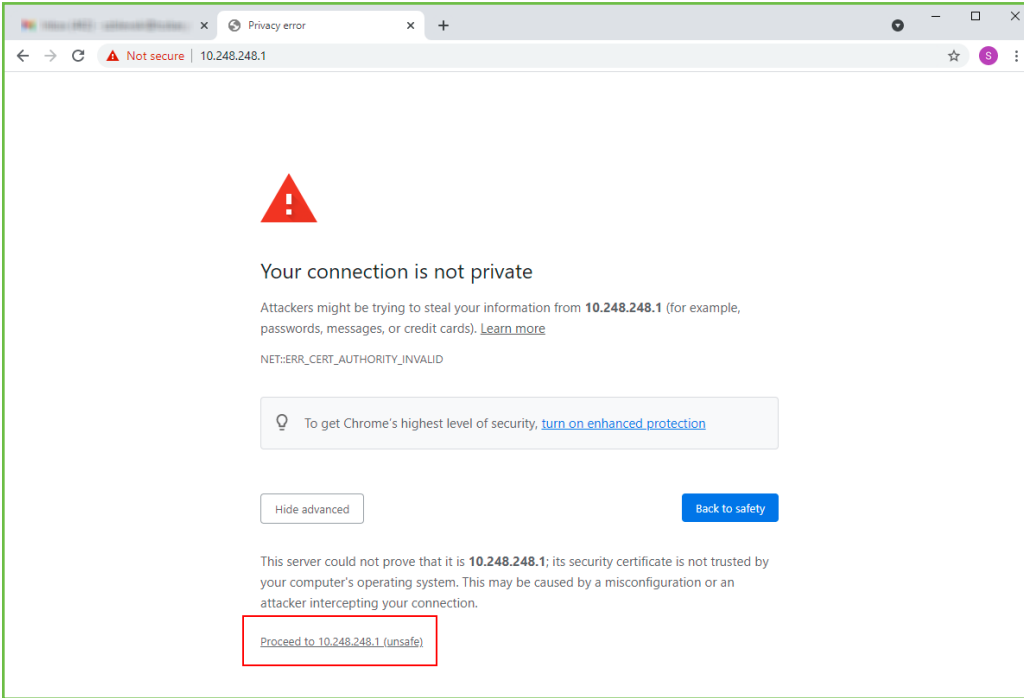 Privacy error
Not secure 10.248.248.1
S
Your connection is not private
Attackers might be trying to steal your information from 10.248.248.1 (for example,
passwords, messages, or credit cards). Learn more
NET::ERR_CERT_AUTHORITY_INVALID
To get Chrome's highest level of security, turn on enhanced protection
Hide advanced
Back to safety
This server could not prove that it is 10.248.248.1; its security certificate is not trusted by
your computer's operating system. This may be caused by a misconfiguration or an
attacker intercepting your connection.
Proceed to 10.248.248.1 (unsafe)